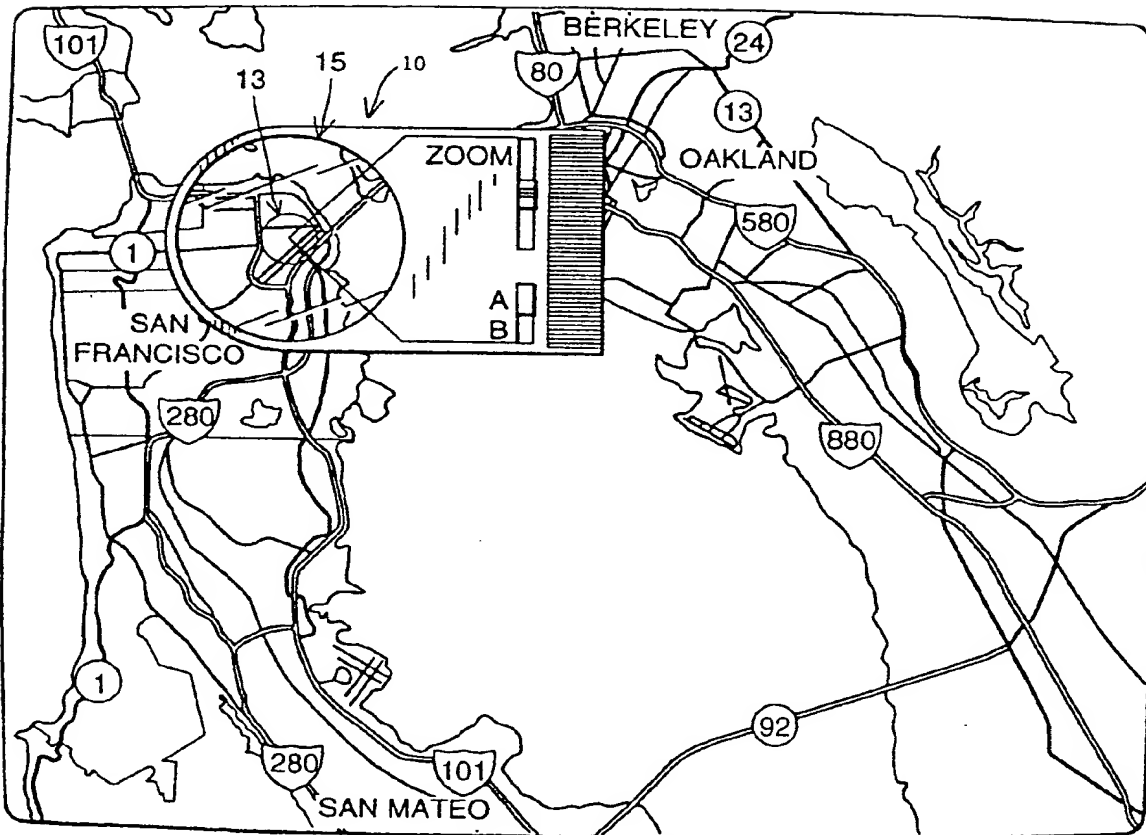 BERKELEY
24
101
15
10
13
80
13
ZOOM
OAKLAND
580
1
A
SAN
B
FRANCISCO
280
880
1
92
280
101
SAN MATEO